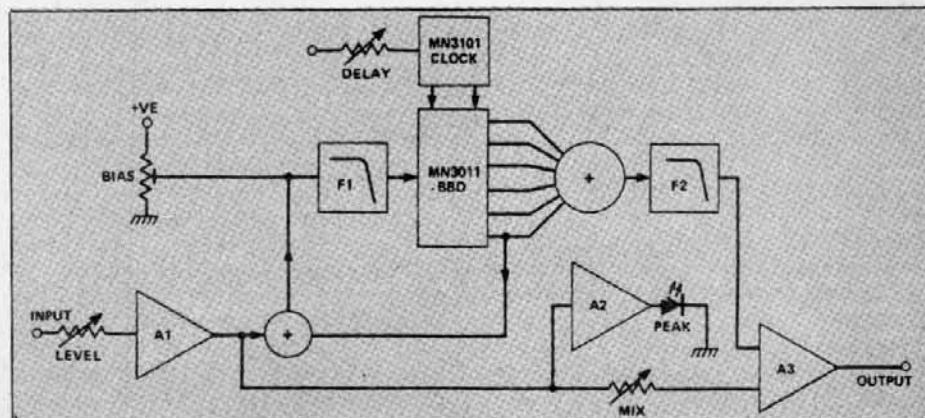 MN3101
CLOCK
DELAY
+VE
BIAS
F1
MN3011
-BBD
+
F2
INPUT
LEVEL
A1
+
A2
PEAK
MIX
A3
OUTPUT